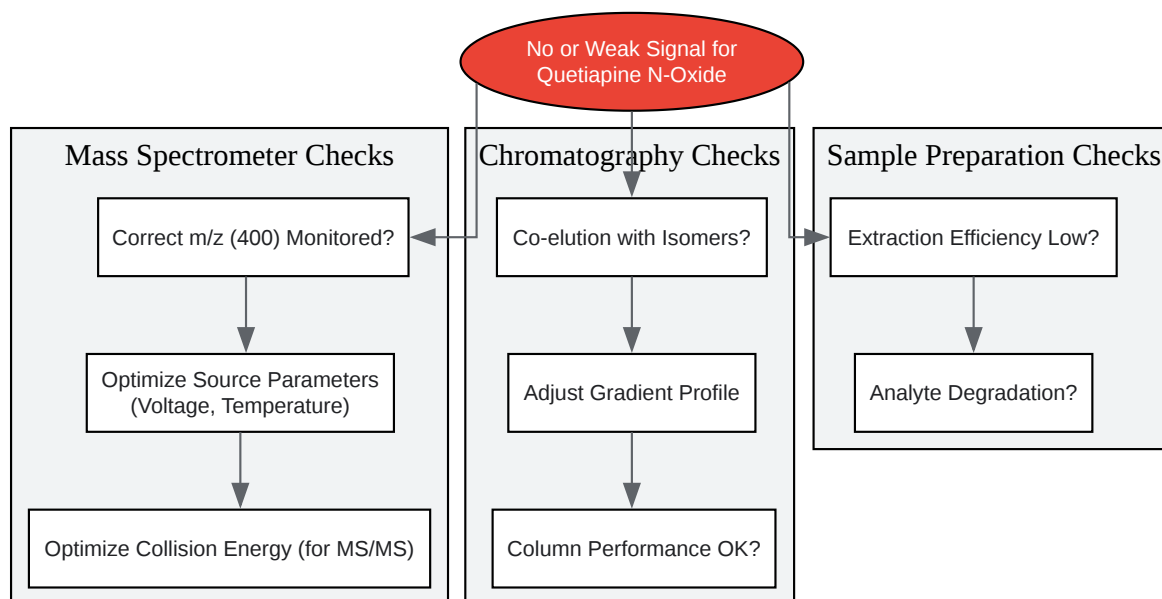 No or Weak Signal for
Quetiapine N-Oxide
Mass Spectrometer Checks
Correct m/z (400) Monitored?
Optimize Source Parameters
(Voltage, Temperature)
Optimize Collision Energy (for MS/MS)
Chromatography Checks
Co-elution with Isomers?
Adjust Gradient Profile
Column Performance OK?
Sample Preparation Checks
Extraction Efficiency Low?
Analyte Degradation?